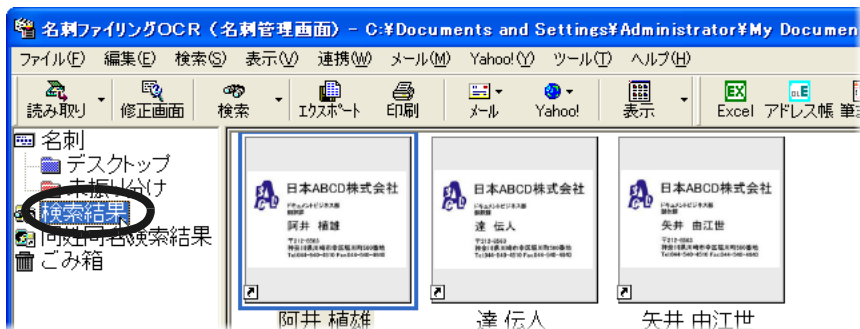 名刺ファイリングOCR（名刺管理画面） - C:¥Documents and Settings¥Administrator¥My Documen
ファイル(F) 編集(E) 検索(S) 表示(V) 連携(W) メール(M) Yahoo!(Y) ツール(T) ヘルプ(H)
読み取り 修正画面 検索 エクスポート 印刷 メール Yahoo! 表示 Excel アドレス帳
名刺
デスクトップ
未振り分け
検索結果
同姓同名検索結果
ごみ箱
日本ABCD株式会社
阿井 植雄
日本ABCD株式会社
達 伝人
日本ABCD株式会社
矢井 由江世
阿井 植雄
達 伝人
矢井 由江世